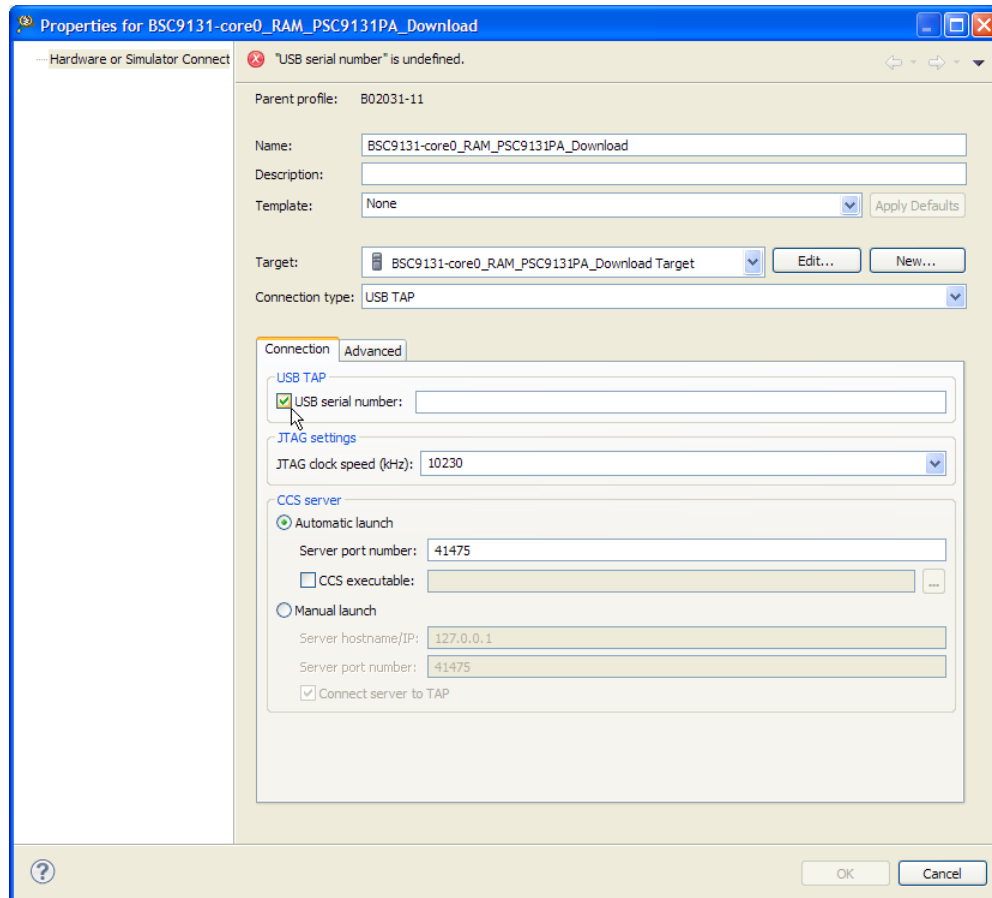 Properties for BSC9131-core0_RAM_PSC9131PA_Download
Hardware or Simulator Connect
"USB serial number" is undefined.
Parent profile: B02031-11
Name: BSC9131-core0_RAM_PSC9131PA_Download
Description:
Template: None Apply Defaults
Target: BSC9131-core0_RAM_PSC9131PA_Download Target Edit... New...
Connection type: USB TAP
Connection Advanced
USB TAP
USB serial number:
JTAG settings
JTAG clock speed (kHz): 10230
CCS server
Automatic launch
Server port number: 41475
CCS executable: ...
Manual launch
Server hostname/IP: 127.0.0.1
Server port number: 41475
Connect server to TAP
OK Cancel